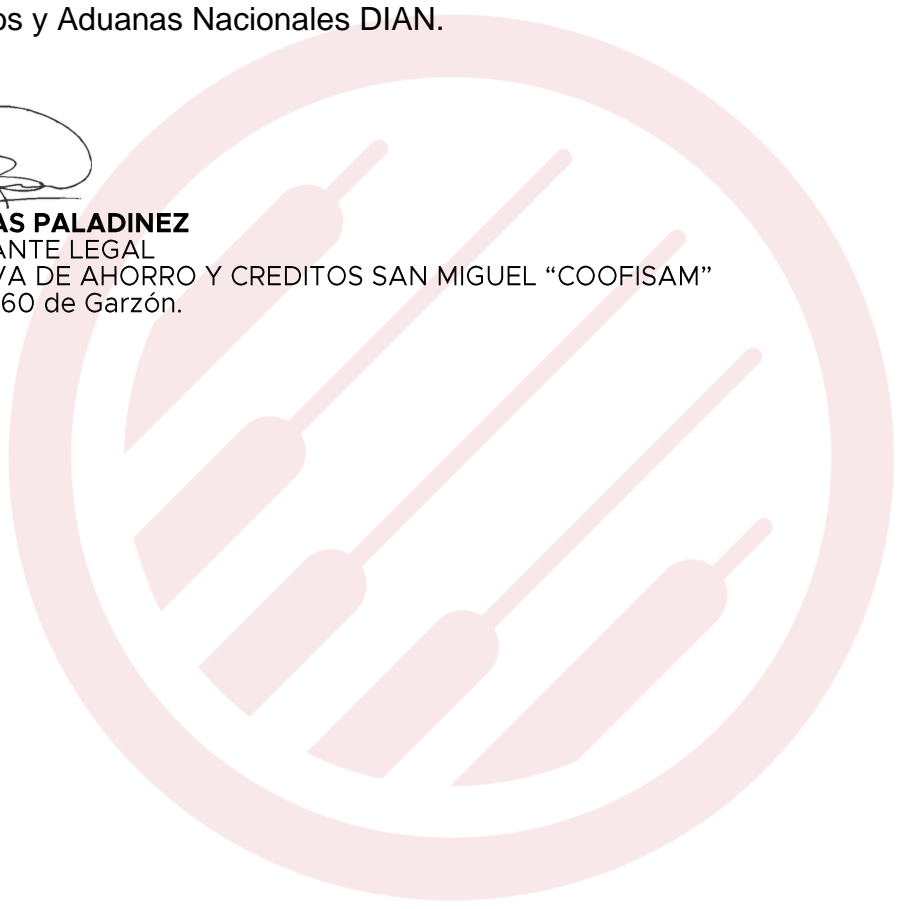 os y Aduanas Nacionales DIAN.
AS PALADINEZ
ANTE LEGAL
VA DE AHORRO Y CREDITOS SAN MIGUEL “COOFISAM”
60 de Garzón.